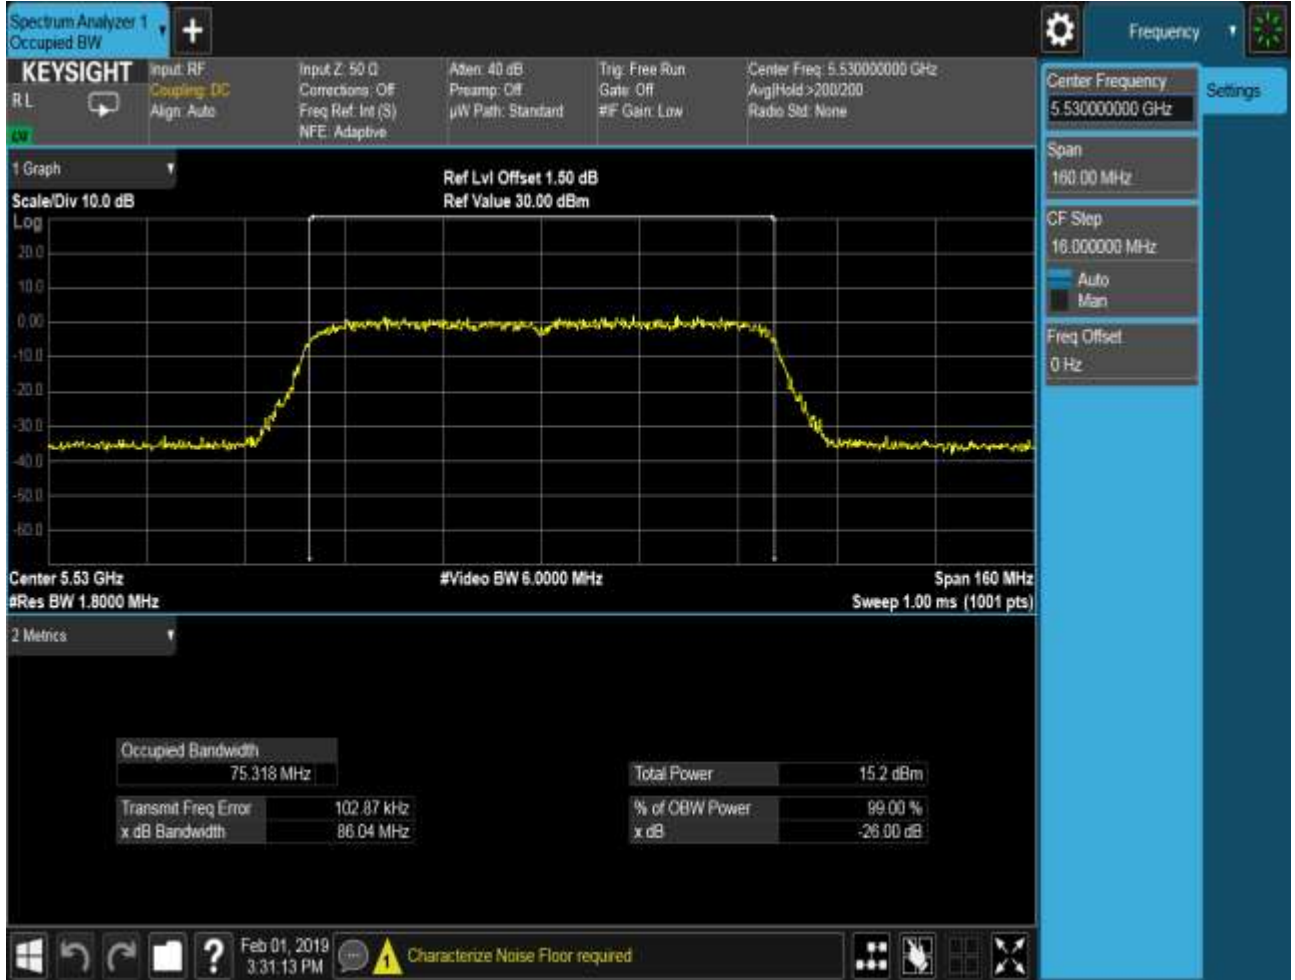 Spectrum Analyzer 1
Occupied BW
+
Frequency
KEYSIGHT
R L
Input: RF
Coupling: DC
Align: Auto
Input Z: 50 Ω
Corrections: Off
Freq Ref: Int (S)
NFE: Adaptive
Atten: 40 dB
Preamp: Off
µW Path: Standard
Trig: Free Run
Gate: Off
#IF Gain: Low
Center Freq: 5.530000000 GHz
Avg|Hold:>200/200
Radio Std: None
Center Frequency
5.530000000 GHz
Settings
Span
160.00 MHz
CF Step
16.000000 MHz
Auto
Man
Freq Offset
0 Hz
1 Graph
Scale/Div 10.0 dB
Ref Lvl Offset 1.50 dB
Ref Value 30.00 dBm
Log
20.0
10.0
0.00
-10.0
-20.0
-30.0
-40.0
-50.0
-60.0
Center 5.53 GHz
#Res BW 1.8000 MHz
#Video BW 6.0000 MHz
Span 160 MHz
Sweep 1.00 ms (1001 pts)
2 Metrics
Occupied Bandwidth
75.318 MHz
Transmit Freq Error 102.87 kHz
x dB Bandwidth 86.04 MHz
Total Power 15.2 dBm
% of OBW Power 99.00 %
x dB -26.00 dB
?
Feb 01, 2019
3:31:13 PM
1
Characterize Noise Floor required